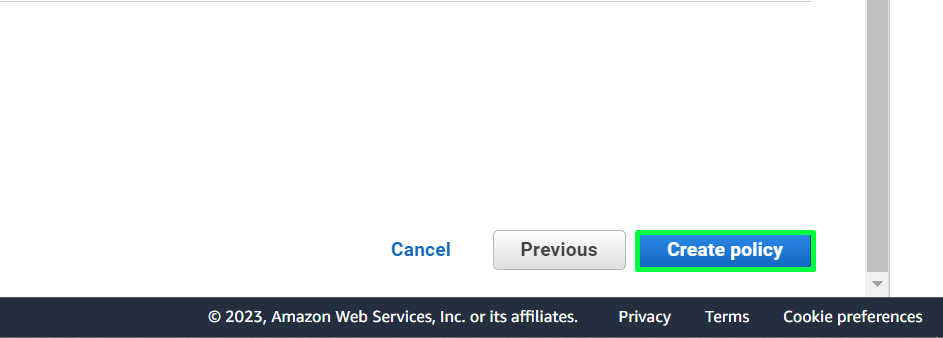 Cancel Previous Create policy
© 2023, Amazon Web Services, Inc. or its affiliates. Privacy Terms Cookie preferences